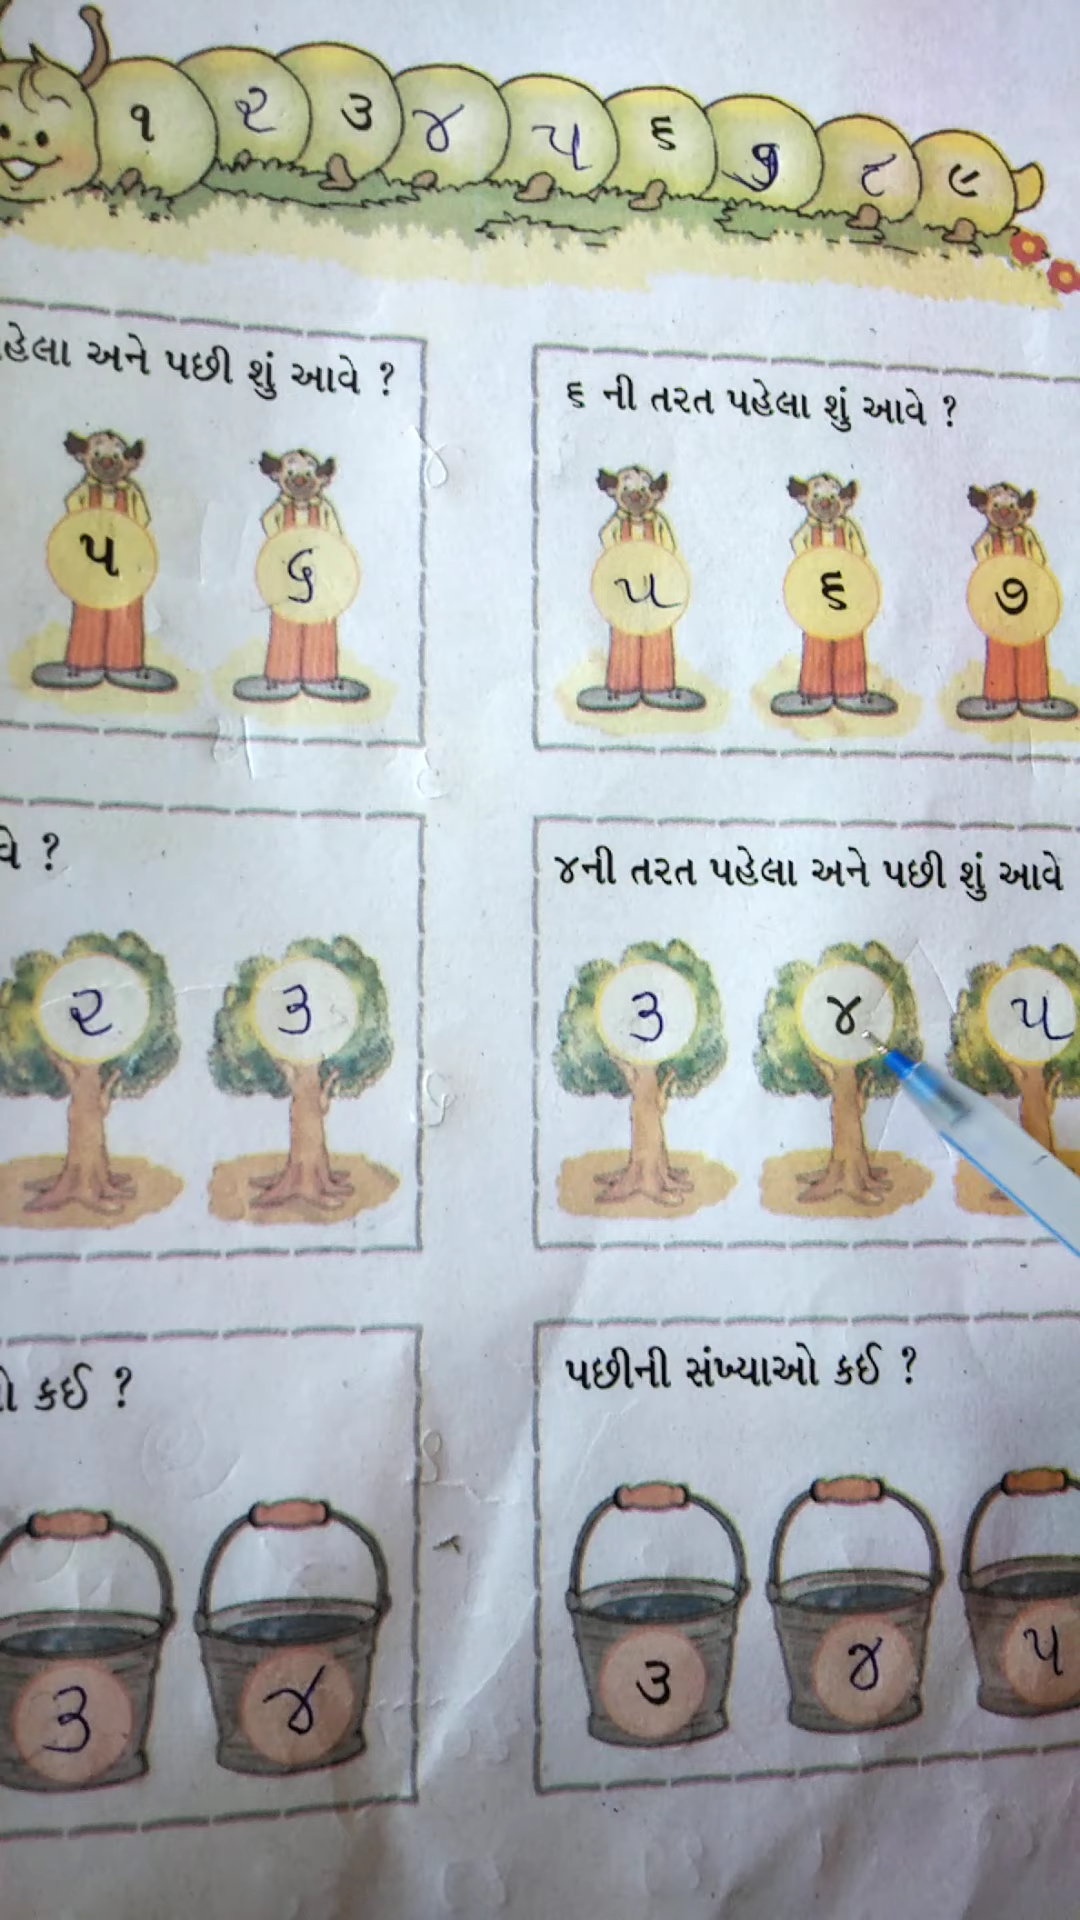 ૧ ૨ ૩ ૪ ૫ ૬ ૭ ૮ ૯
અને પછી શું આવે ?
૫ ૬
૬ ની તરત પહેલા શું આવે ?
૫ ૬ ૭
?
૨ ૩
૪ની તરત પહેલા અને પછી શું આવે
૩ ૪ ૫
કઈ ?
૩ ૪
પછીની સંખ્યાઓ કઈ ?
૩ ૪ ૫